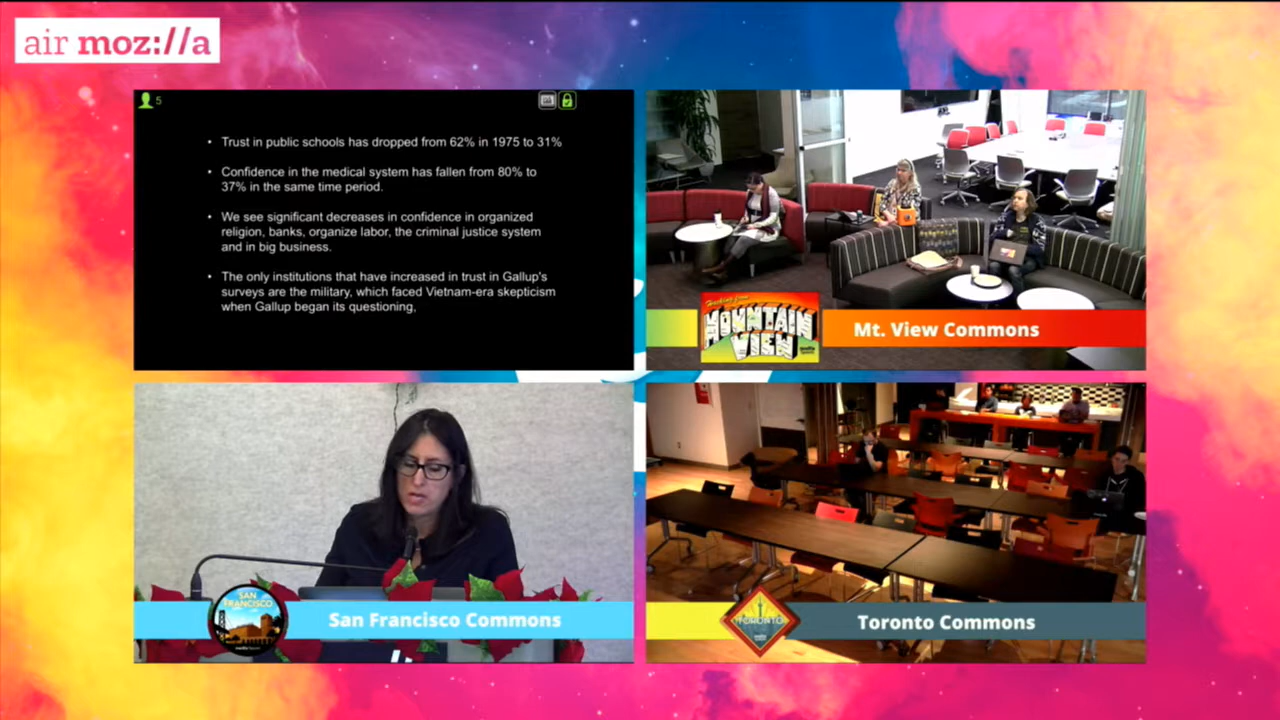 air moz://a
5
• Trust in public schools has dropped from 62% in 1975 to 31%
• Confidence in the medical system has fallen from 80% to
37% in the same time period.
• We see significant decreases in confidence in organized
religion, banks, organize labor, the criminal justice system
and in big business.
• The only institutions that have increased in trust in Gallup's
surveys are the military, which faced Vietnam-era skepticism
when Gallup began its questioning,
MOUNTAIN
VIEW
Mt. View Commons
SAN
FRANCISCO
San Francisco Commons
TORONTO
Toronto Commons